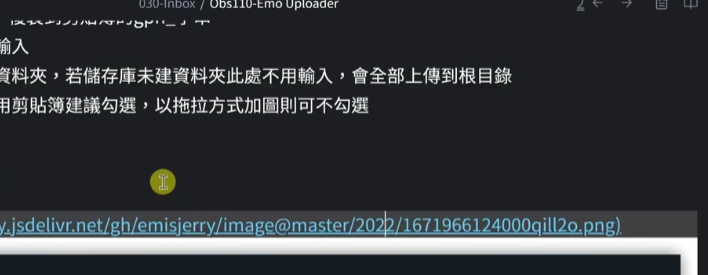 030-Inbox / Obs110-Emo Uploader
2
輸入
資料夾，若儲存庫未建資料夾此處不用輸入，會全部上傳到根目錄
用剪貼簿建議勾選，以拖拉方式加圖則可不勾選
y.jsdelivr.net/gh/emisjerry/image@master/2022/1671966124000qill2o.png)